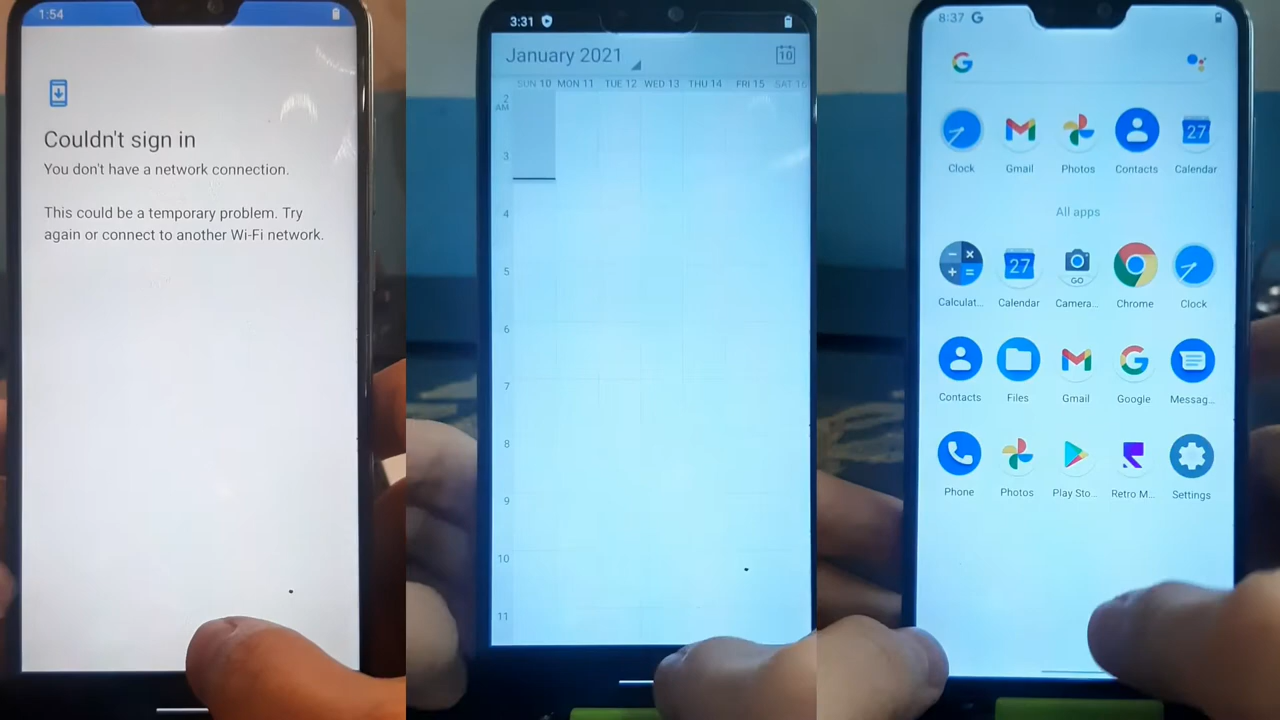 1:54
Couldn't sign in
You don't have a network connection.
This could be a temporary problem. Try
again or connect to another Wi-Fi network.
3:31
January 2021
10
SUN 10 MON 11 TUE 12 WED 13 THU 14 FRI 15 SAT 16
2
AM
3
4
5
6
7
8
9
10
11
8:37 G
G
Clock Gmail Photos Contacts Calendar
27
All apps
27
GO
Calculat... Calendar Camera... Chrome Clock
Contacts Files Gmail Google Messag...
Phone Photos Play Sto... Retro M... Settings